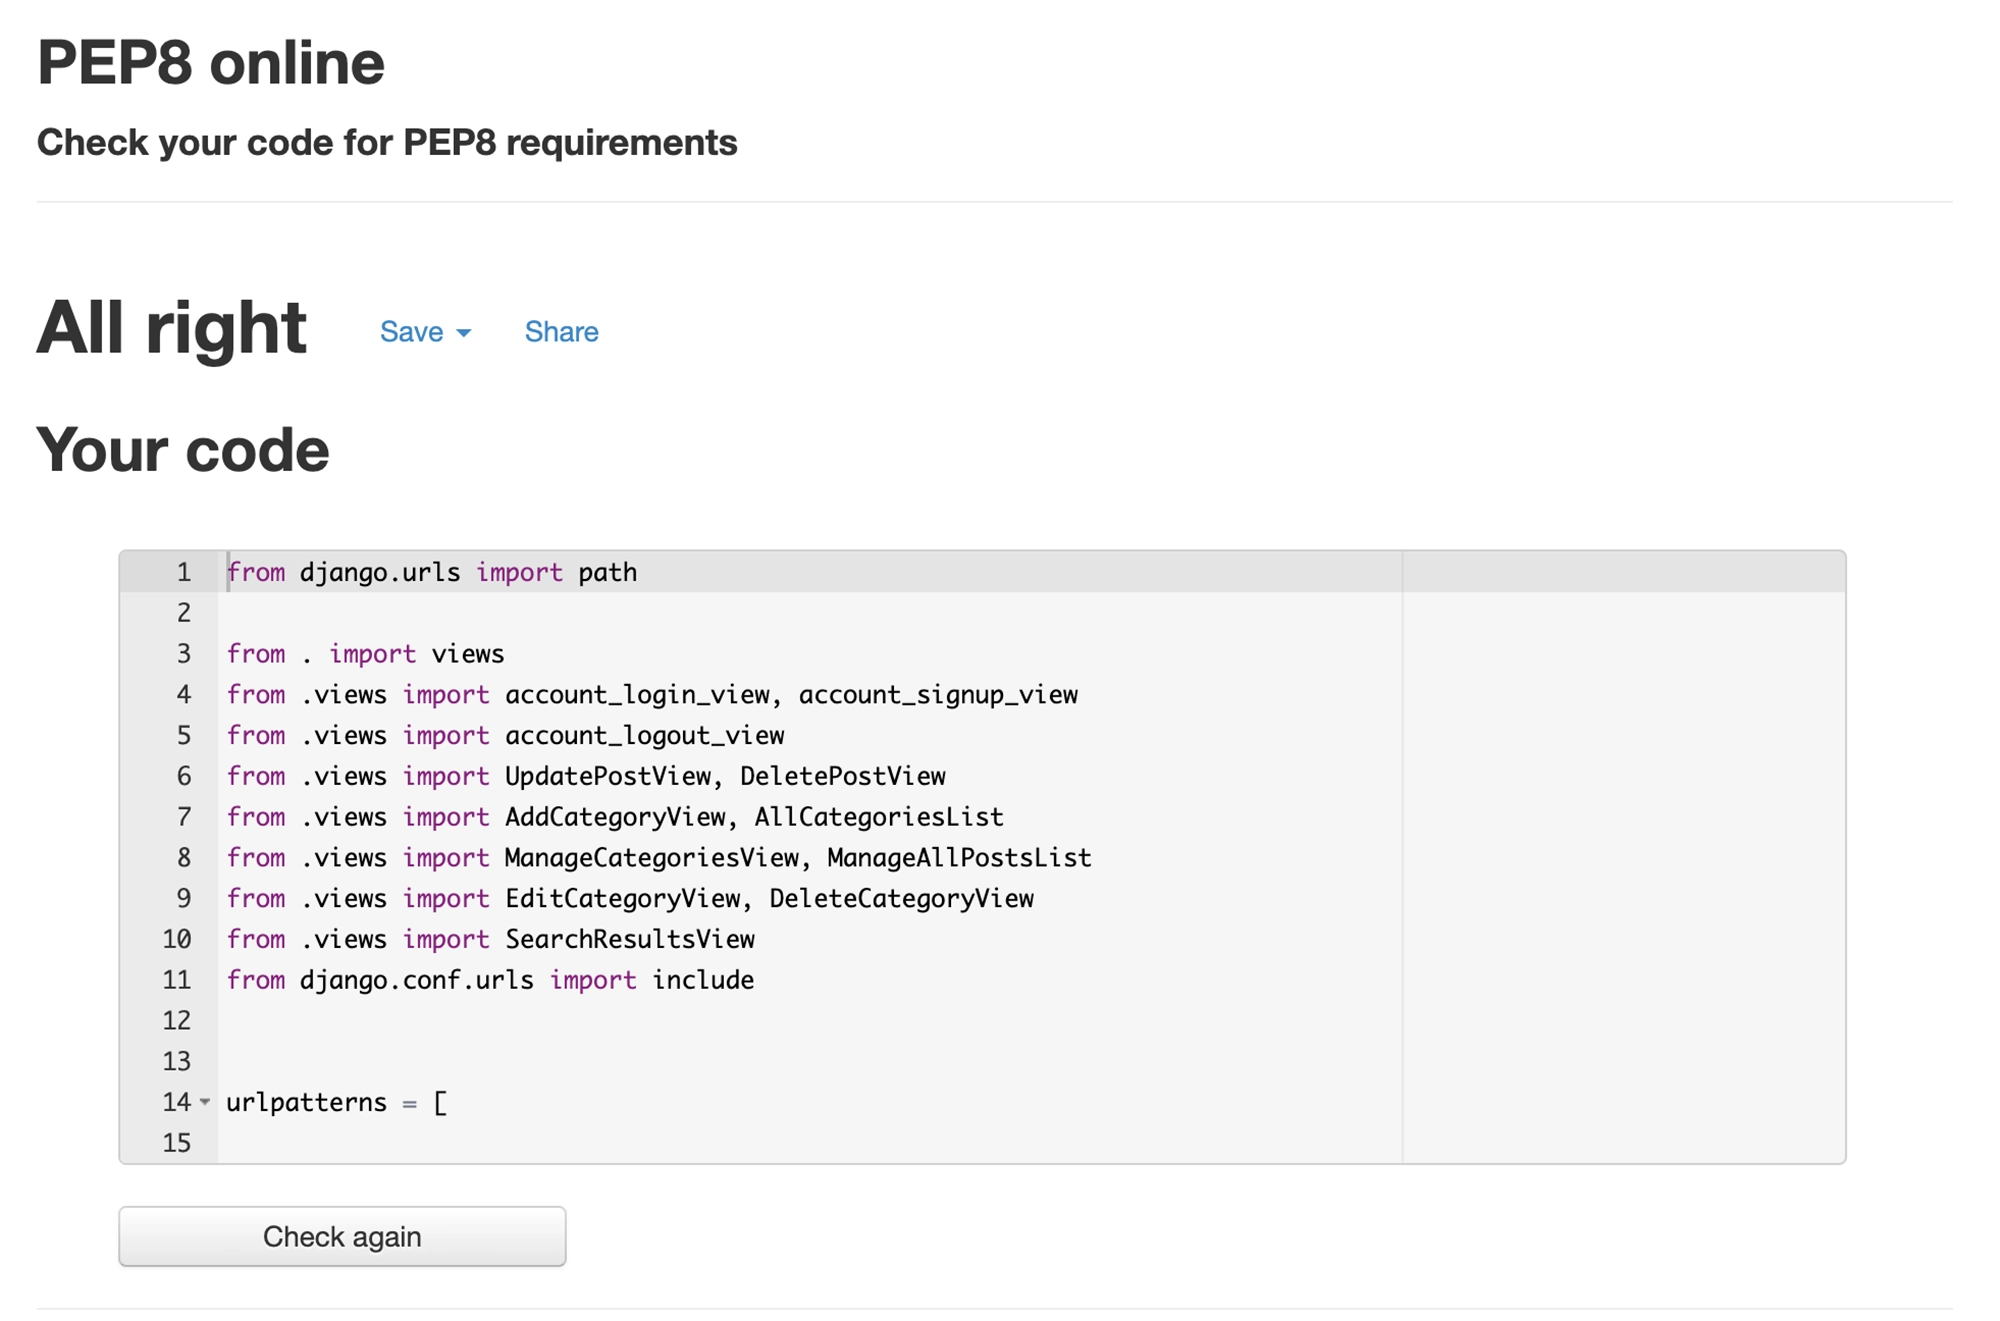 PEP8 online
Check your code for PEP8 requirements
All right Save Share
Your code
1 from django.urls import path
2
3 from . import views
4 from .views import account_login_view, account_signup_view
5 from .views import account_logout_view
6 from .views import UpdatePostView, DeletePostView
7 from .views import AddCategoryView, AllCategoriesList
8 from .views import ManageCategoriesView, ManageAllPostsList
9 from .views import EditCategoryView, DeleteCategoryView
10 from .views import SearchResultsView
11 from django.conf.urls import include
12
13
14 urlpatterns = [
15
Check again